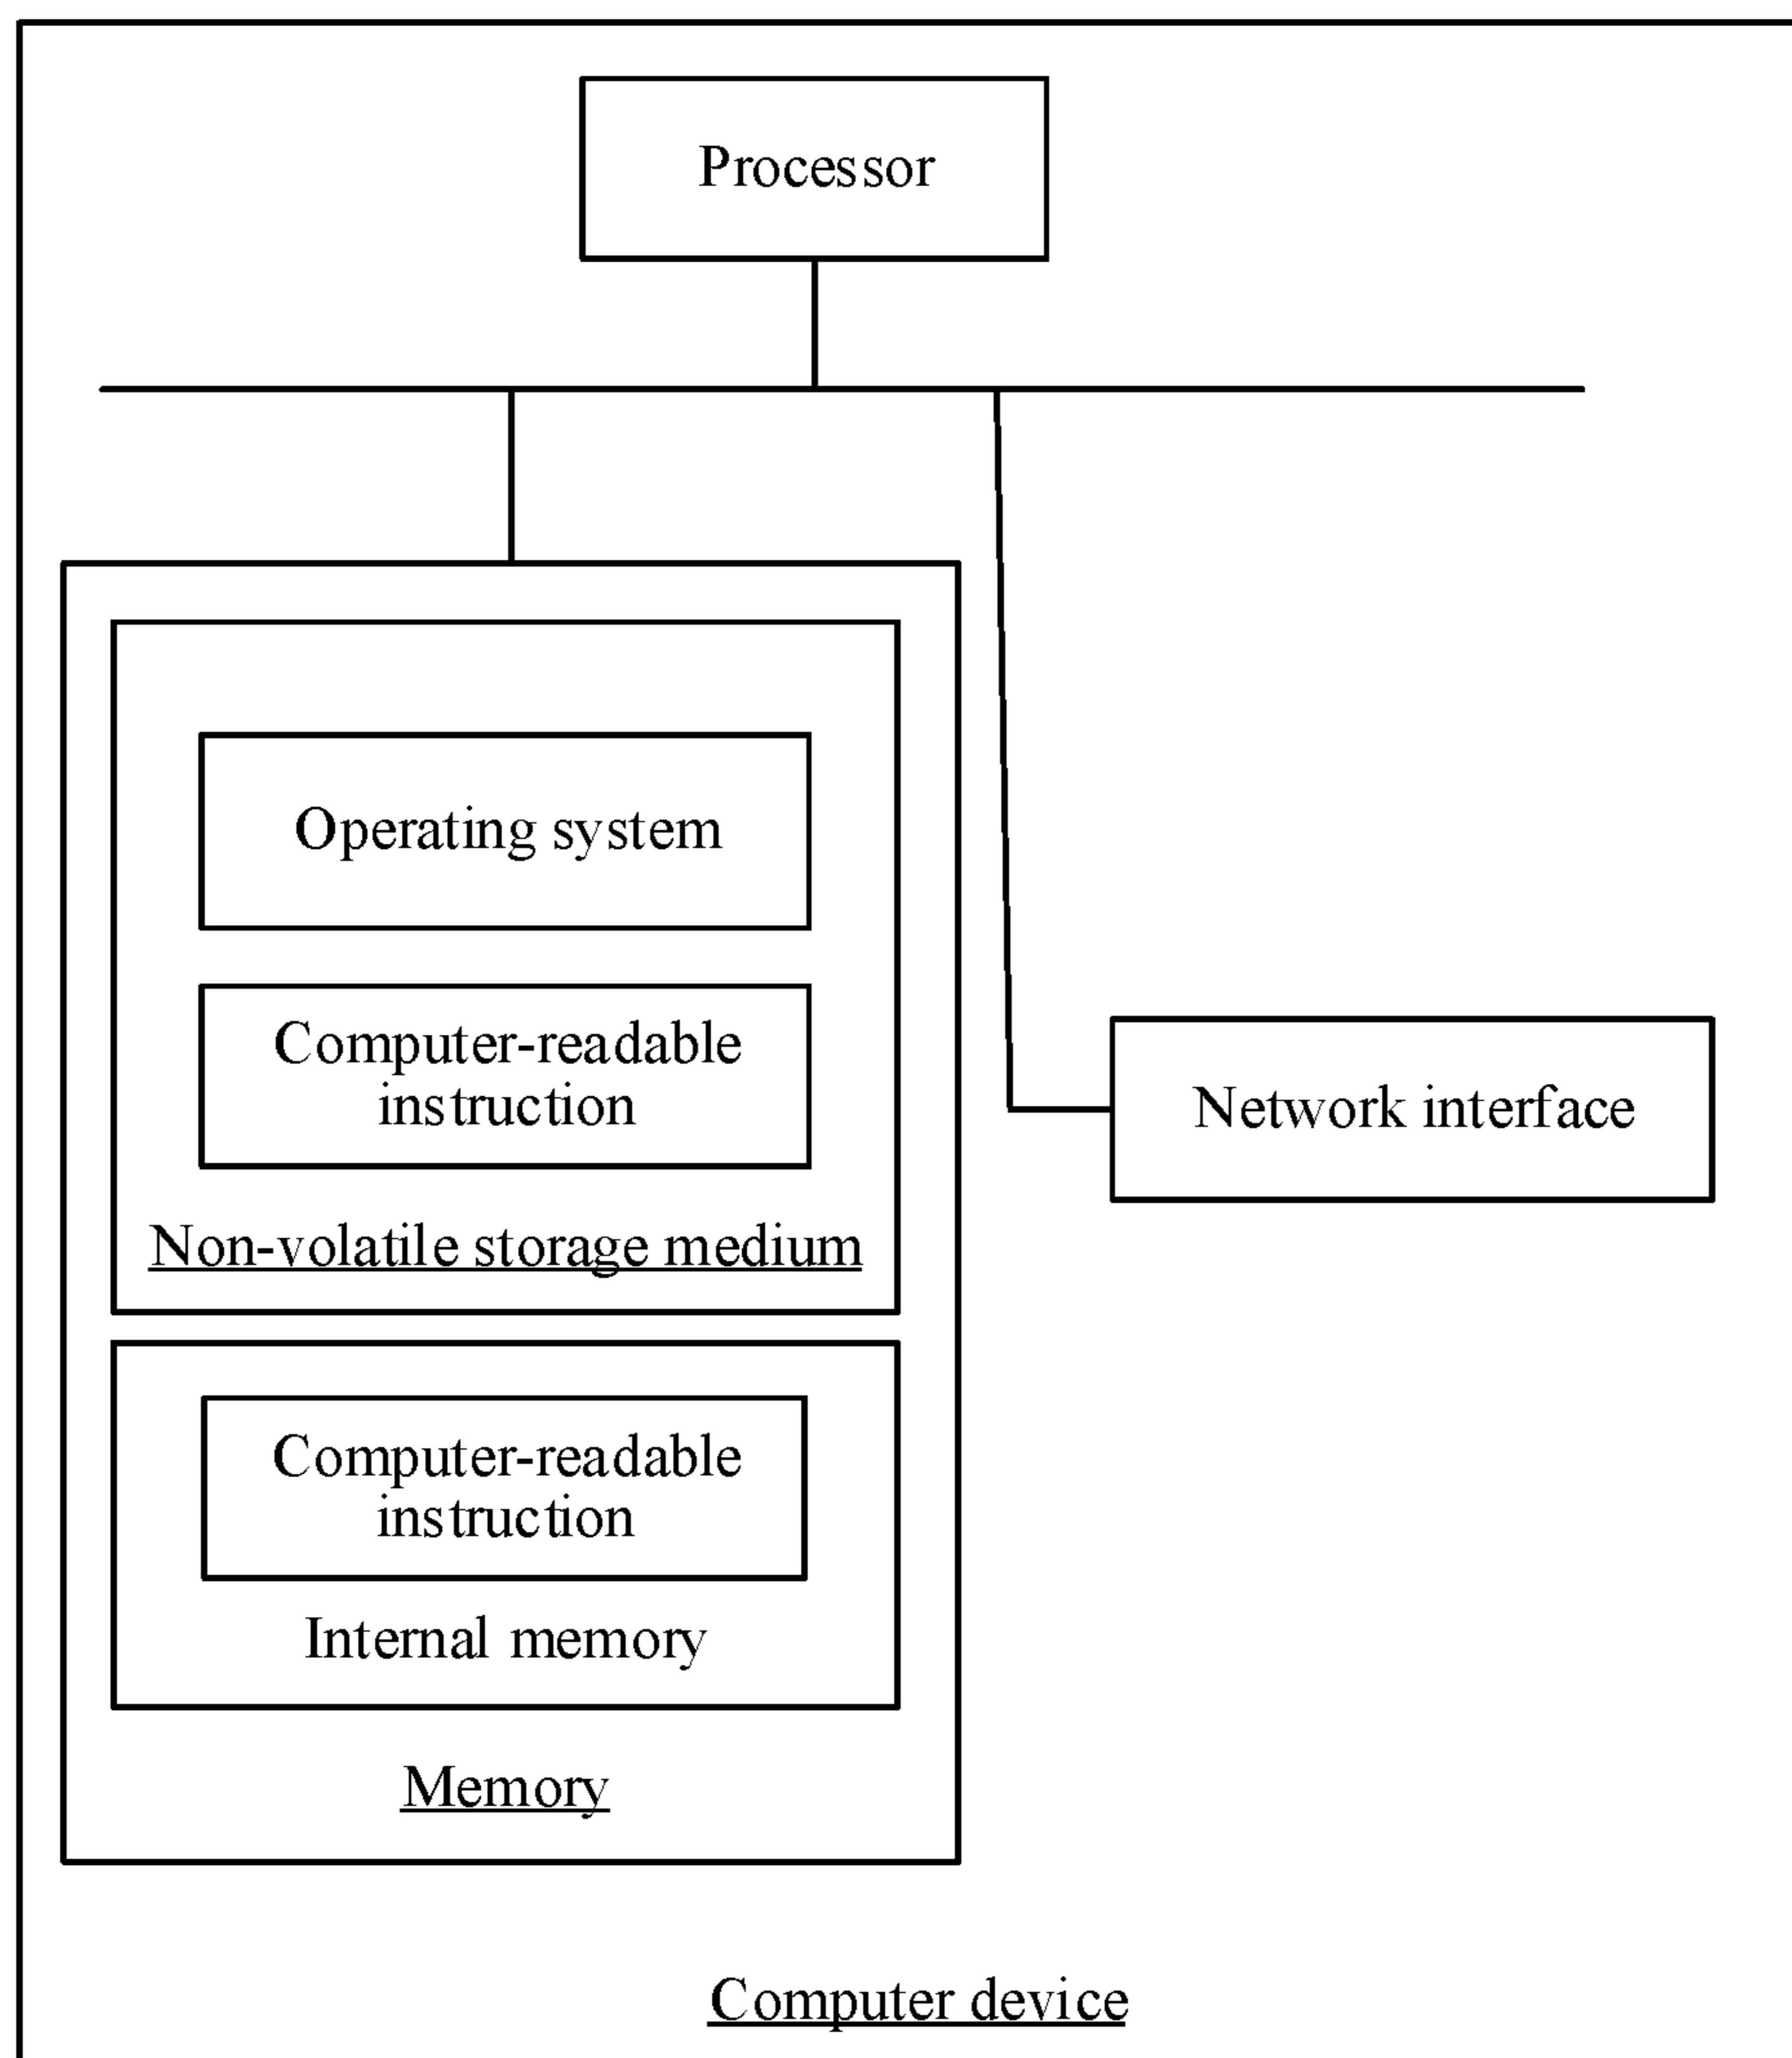 Processor
Operating system
Computer-readable
instruction
Network interface
Non-volatile storage medium
Computer-readable
instruction
Internal memory
Memory
Computer device